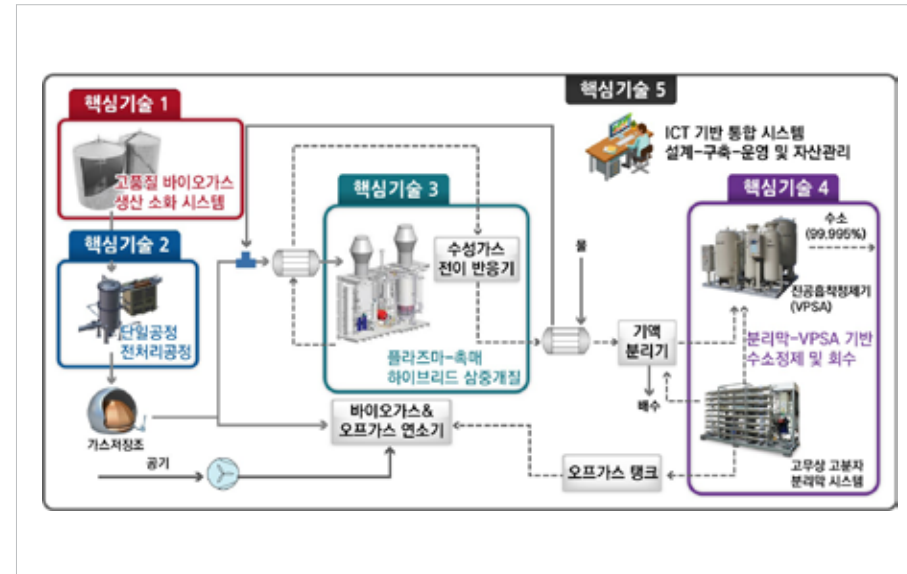 핵심기술 1
고품질 바이오가스
생산 소화 시스템
핵심기술 2
단일공정
전처리공정
가스저장조
공기
핵심기술 3
수성가스
전이 반응기
플라즈마-촉매
하이브리드 삼중개질
바이오가스&
오프가스 연소기
핵심기술 5
ICT 기반 통합 시스템
설계-구축-운영 및 자산관리
물
기액
분리기
배수
오프가스 탱크
핵심기술 4
수소
(99.995%)
진공흡착정제기
(VPSA)
분리막-VPSA 기반
수소정제 및 회수
고무상 고분자
분리막 시스템